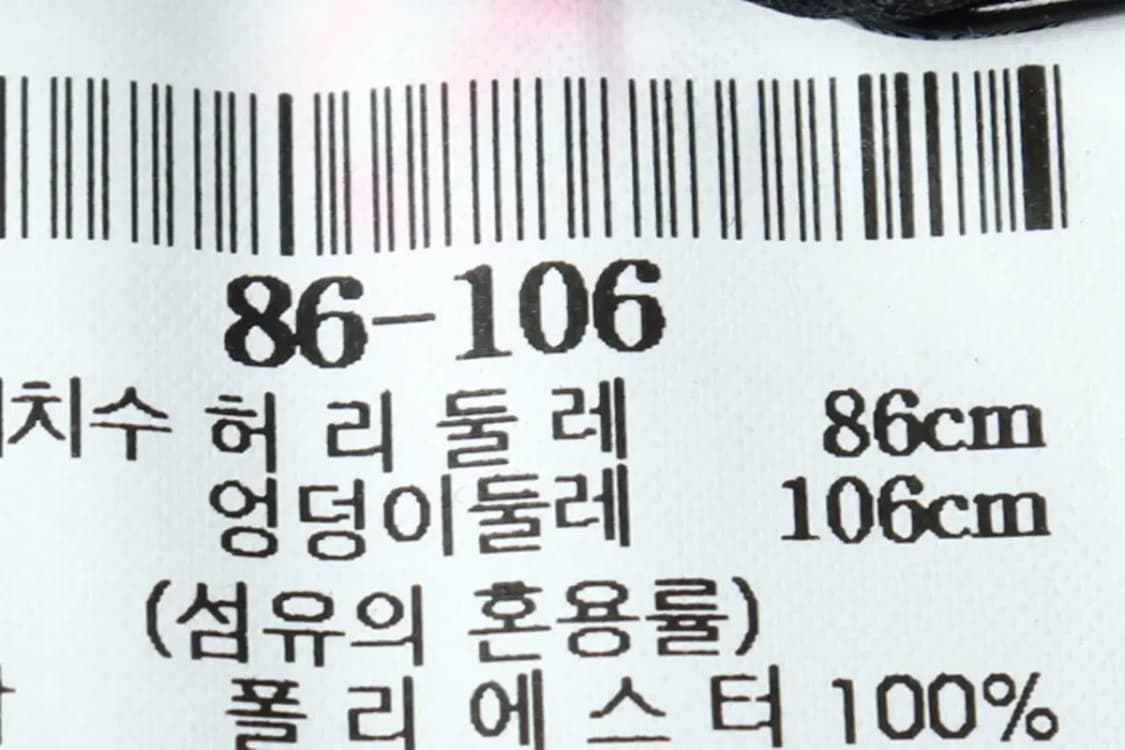 86-106
치수 허 리 둘 레 86cm
엉덩이둘레 106cm
(섬유의 혼용률)
폴 리 에 스 터 100%